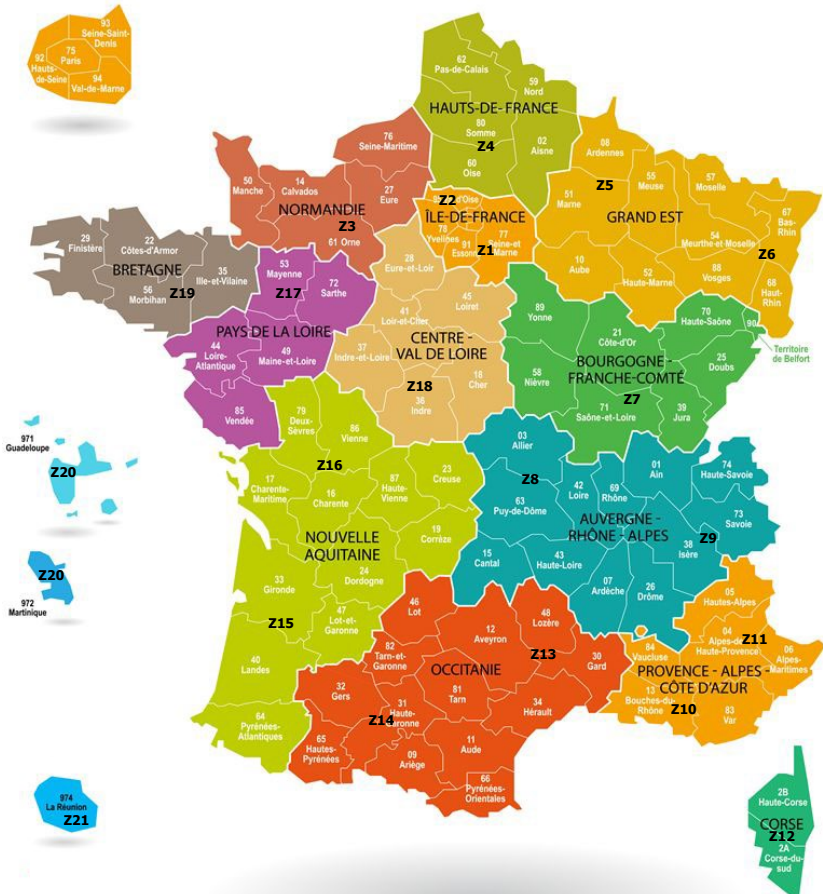 93
Seine-Saint-
Denis
75
Paris
92
Hauts-
de-Seine
94
Val-de-Marne
62
Pas-de-Calais
59
Nord
HAUTS-DE-FRANCE
80
Somme
Z4
02
Aisne
60
Oise
76
Seine-Maritime
27
Eure
14
Calvados
50
Manche
NORMANDIE
Z3
61 Orne
Z2
ÎLE-DE-FRANCE
78
Yvelines
91
Z1
77
Seine-et
Marne
08
Ardennes
Z5
51
Marne
55
Meuse
57
Moselle
GRAND EST
67
Bas-
Rhin
54
Meurthe-et-Moselle
Z6
10
Aube
52
Haute-Marne
88
Vosges
68
Haut-
Rhin
29
Finistère
22
Côtes-d'Armor
BRETAGNE
35
Ille-et-Vilaine
56
Morbihan
Z19
53
Mayenne
Z17
72
Sarthe
PAYS DE LA LOIRE
44
Loire-
Atlantique
49
Maine-et-Loire
85
Vendée
28
Eure-et-Loir
45
Loiret
41
Loir-et-Cher
CENTRE -
VAL DE LOIRE
37
Indre-et-Loire
Z18
18
Cher
36
Indre
89
Yonne
21
Côte-d'Or
70
Haute-Saône
90
Territoire
de Belfort
BOURGOGNE -
FRANCHE-COMTÉ
25
Doubs
58
Nièvre
Z7
71
Saône-et-Loire
39
Jura
79
Deux-
Sèvres
86
Vienne
Z16
17
Charente-
Maritime
16
Charente
87
Haute-
Vienne
23
Creuse
19
Corrèze
NOUVELLE
AQUITAINE
33
Gironde
24
Dordogne
Z15
47
Lot-et-
Garonne
40
Landes
64
Pyrénées-
Atlantiques
03
Allier
Z8
63
Puy-de-Dôme
42
Loire
69
Rhône
01
Ain
74
Haute-Savoie
73
Savoie
AUVERGNE -
RHÔNE - ALPES
38
Isère
Z9
15
Cantal
43
Haute-Loire
07
Ardèche
26
Drôme
46
Lot
12
Aveyron
48
Lozère
Z13
30
Gard
82
Tarn-et-
Garonne
OCCITANIE
32
Gers
81
Tarn
34
Hérault
31
Haute-
Z14
65
Hautes-
Pyrénées
09
Ariège
11
Aude
66
Pyrénées-
Orientales
05
Hautes-Alpes
04
Haute-Provence
Z11
06
Alpes-
Maritimes
84
Vaucluse
PROVENCE - ALPES -
CÔTE D'AZUR
13
Bouches-du-
Rhône
Z10
83
Var
2B
Haute-Corse
CORSE
Z12
2A
Corse-du-
sud
971
Guadeloupe
Z20
Z20
972
Martinique
974
La Réunion
Z21